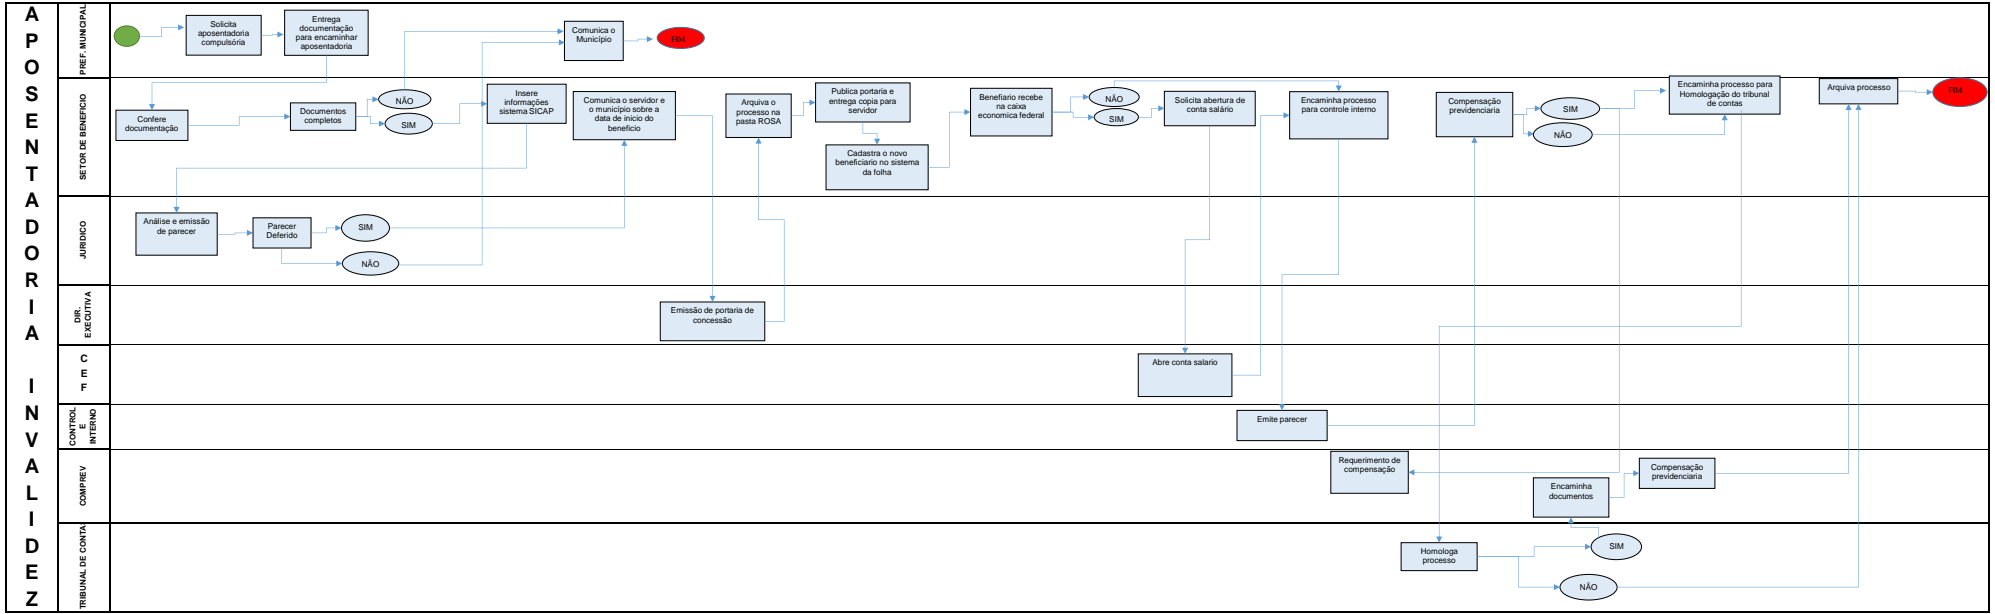 APOSENTADORIA INVALIDEZ
PREF. MUNICIPAL
Solicita
aposentadoria
compulsória
Entrega
documentação
para encaminhar
aposentadoria
Comunica o
Município
FIM
SETOR DE BENEFICIO
Confere
documentação
Documentos
completos
NÃO
SIM
Insere
informações
sistema SICAP
Comunica o servidor e
o município sobre a
data de inicio do
beneficio
Arquiva o
processo na
pasta ROSA
Publica portaria e
entrega copia para
servidor
Cadastra o novo
beneficiario no sistema
da folha
Benefiario recebe
na caixa
economica federal
NÃO
SIM
Solicita abertura de
conta salário
Encaminha processo
para controle interno
Compensação
previdenciaria
SIM
NÃO
Encaminha processo para
Homologação do tribunal
de contas
Arquiva processo
FIM
JURIDICO
Análise e emissão
de parecer
Parecer
Deferido
SIM
NÃO
DIR.
EXECUTIVA
Emissão de portaria de
concessão
C
E
F
Abre conta salario
CONTROL
E
INTERNO
Emite parecer
COMPREV
Requerimento de
compensação
Encaminha
documentos
Compensação
previdenciaria
TRIBUNAL DE CONTA
Homologa
processo
SIM
NÃO